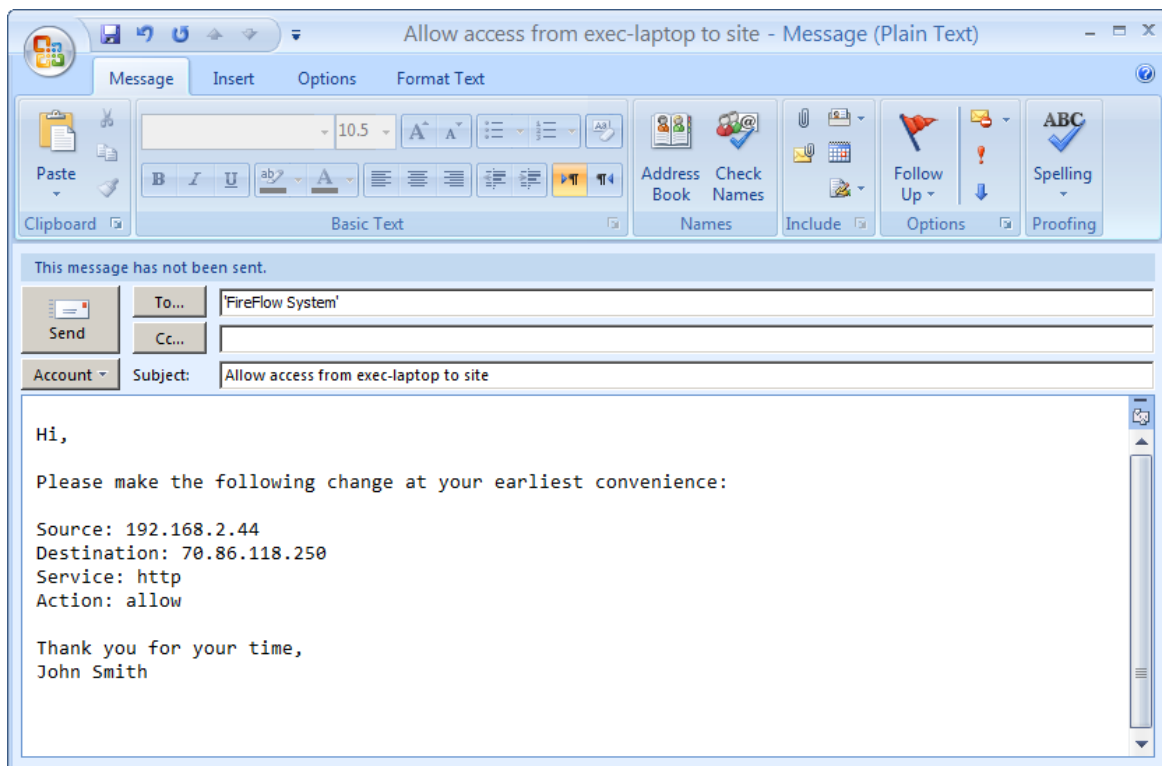 Allow access from exec-laptop to site - Message (Plain Text)
Message Insert Options Format Text
Paste
Clipboard
10.5 A A Aa
B I U ab A
Basic Text
Address Book
Check Names
Names
Include
Follow Up
Options
ABC
Spelling
Proofing
This message has not been sent.
Send
To... 'FireFlow System'
Cc...
Account Subject: Allow access from exec-laptop to site
Hi,
Please make the following change at your earliest convenience:
Source: 192.168.2.44
Destination: 70.86.118.250
Service: http
Action: allow
Thank you for your time,
John Smith